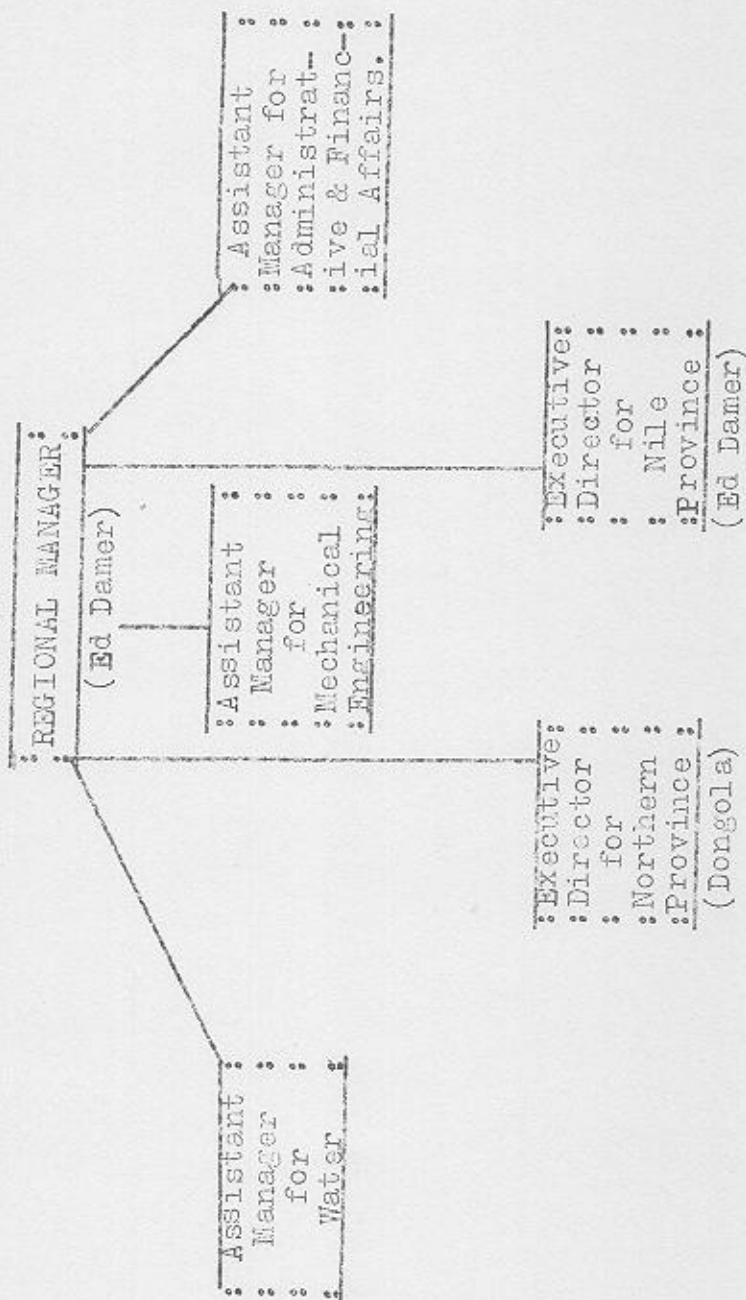 REGIONAL MANAGER
(Ed Damer)
Assistant
Manager
for
Water
Assistant
Manager
for
Mechanical
Engineering
Assistant
Manager for
Administrat-
ive & Financ-
ial Affairs.
Executive
Director
for
Northern
Province
(Dongola)
Executive
Director
for
Nile
Province
(Ed Damer)